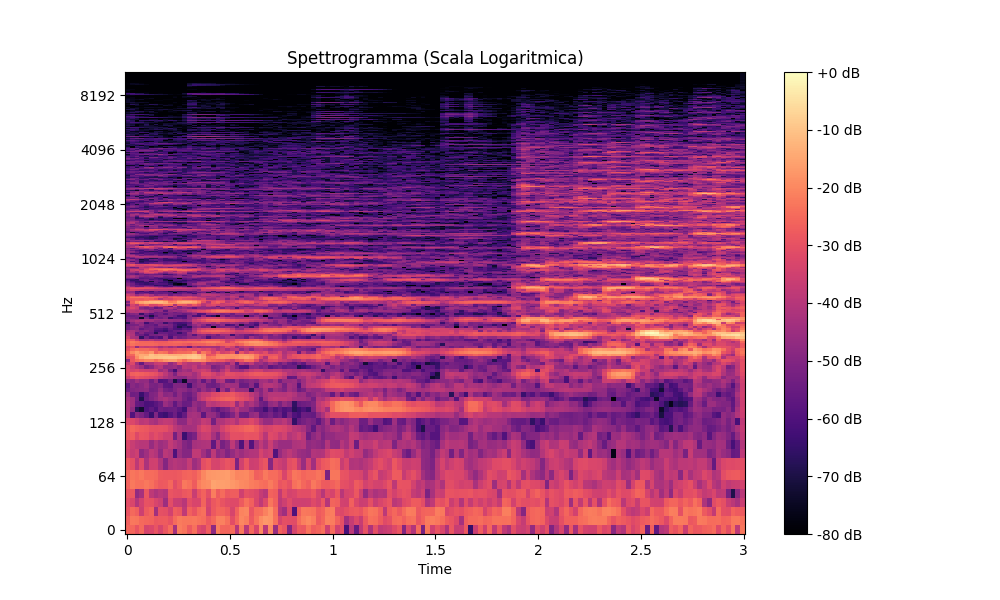 Spettrogramma (Scala Logaritmica)
Hz
8192
4096
2048
1024
512
256
128
64
0
0
0.5
1
1.5
2
2.5
3
Time
+0 dB
-10 dB
-20 dB
-30 dB
-40 dB
-50 dB
-60 dB
-70 dB
-80 dB